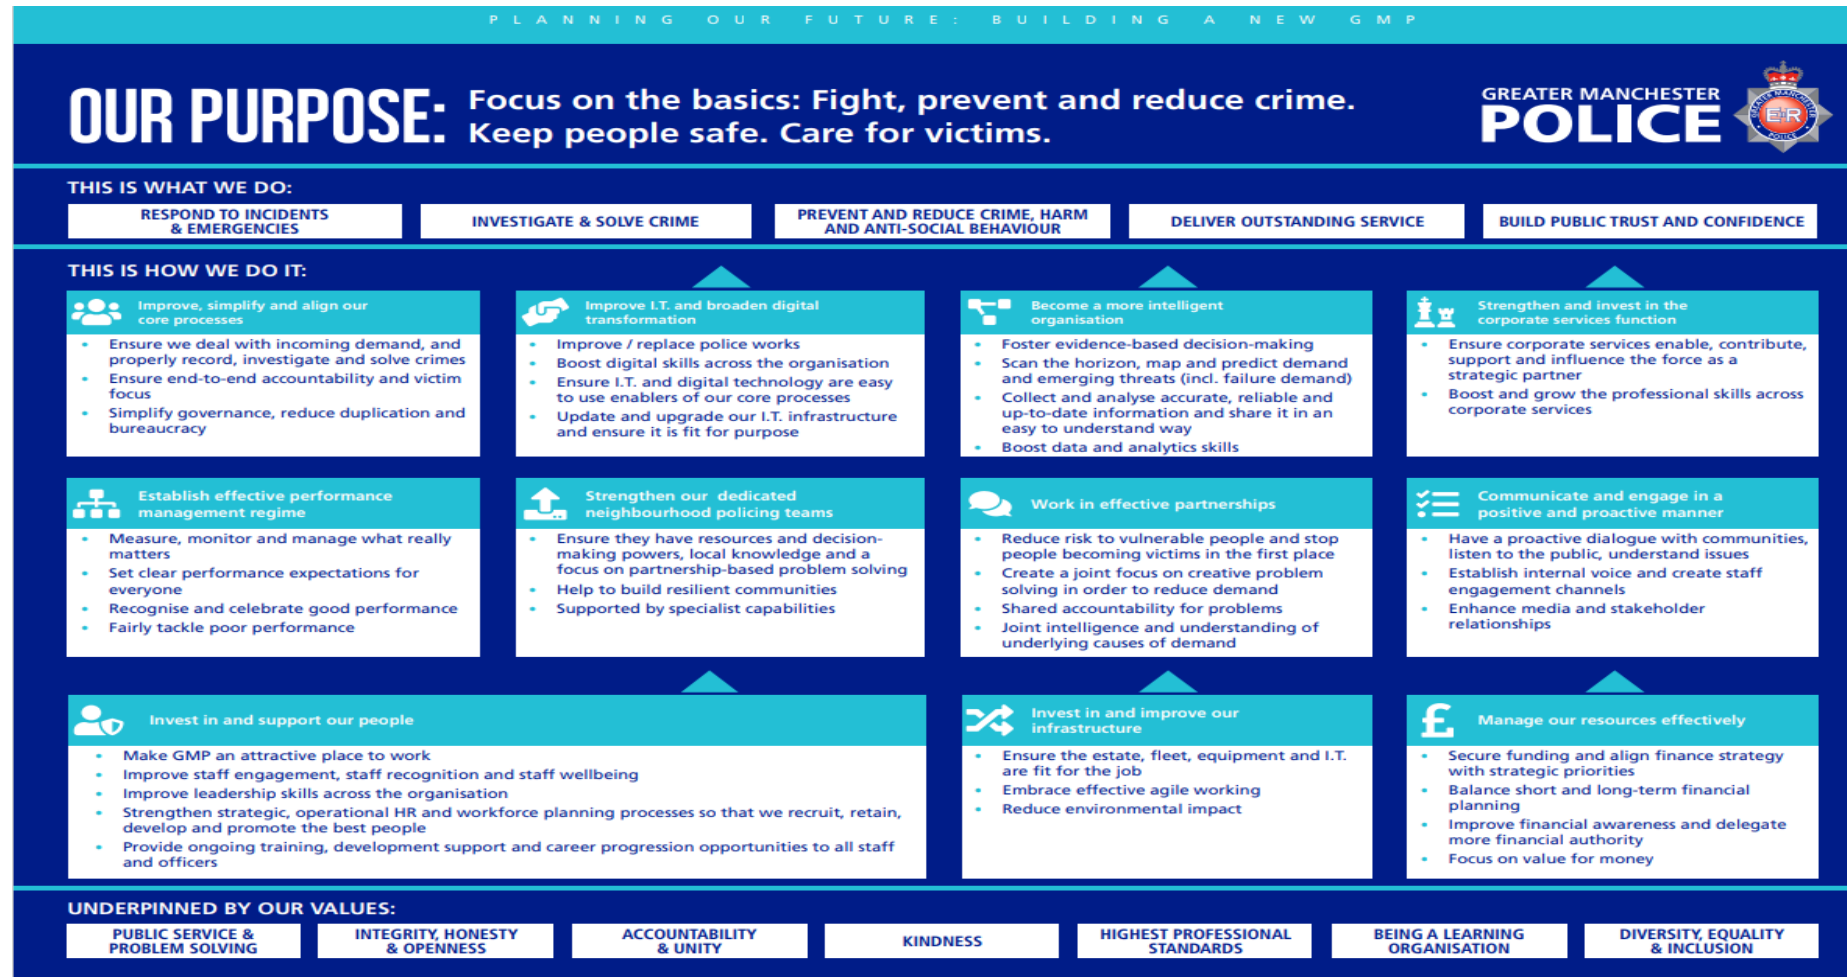 PLANNING OUR FUTURE: BUILDING A NEW GMP
OUR PURPOSE:
Focus on the basics: Fight, prevent and reduce crime.
Keep people safe. Care for victims.
GREATER MANCHESTER
POLICE
GREATER MANCHESTER
E II R
POLICE
THIS IS WHAT WE DO:
RESPOND TO INCIDENTS
& EMERGENCIES
INVESTIGATE & SOLVE CRIME
PREVENT AND REDUCE CRIME, HARM
AND ANTI-SOCIAL BEHAVIOUR
DELIVER OUTSTANDING SERVICE
BUILD PUBLIC TRUST AND CONFIDENCE
THIS IS HOW WE DO IT:
Improve, simplify and align our
core processes
• Ensure we deal with incoming demand, and
properly record, investigate and solve crimes
• Ensure end-to-end accountability and victim
focus
• Simplify governance, reduce duplication and
bureaucracy
Improve I.T. and broaden digital
transformation
• Improve / replace police works
• Boost digital skills across the organisation
• Ensure I.T. and digital technology are easy
to use enablers of our core processes
• Update and upgrade our I.T. infrastructure
and ensure it is fit for purpose
Become a more intelligent
organisation
• Foster evidence-based decision-making
• Scan the horizon, map and predict demand
and emerging threats (incl. failure demand)
• Collect and analyse accurate, reliable and
up-to-date information and share it in an
easy to understand way
• Boost data and analytics skills
Strengthen and invest in the
corporate services function
• Ensure corporate services enable, contribute,
support and influence the force as a
strategic partner
• Boost and grow the professional skills across
corporate services
Establish effective performance
management regime
• Measure, monitor and manage what really
matters
• Set clear performance expectations for
everyone
• Recognise and celebrate good performance
• Fairly tackle poor performance
Strengthen our dedicated
neighbourhood policing teams
• Ensure they have resources and decision-
making powers, local knowledge and a
focus on partnership-based problem solving
• Help to build resilient communities
• Supported by specialist capabilities
Work in effective partnerships
• Reduce risk to vulnerable people and stop
people becoming victims in the first place
• Create a joint focus on creative problem
solving in order to reduce demand
• Shared accountability for problems
• Joint intelligence and understanding of
underlying causes of demand
Communicate and engage in a
positive and proactive manner
• Have a proactive dialogue with communities,
listen to the public, understand issues
• Establish internal voice and create staff
engagement channels
• Enhance media and stakeholder
relationships
Invest in and support our people
• Make GMP an attractive place to work
• Improve staff engagement, staff recognition and staff wellbeing
• Improve leadership skills across the organisation
• Strengthen strategic, operational HR and workforce planning processes so that we recruit, retain,
develop and promote the best people
• Provide ongoing training, development support and career progression opportunities to all staff
and officers
Invest in and improve our
infrastructure
• Ensure the estate, fleet, equipment and I.T.
are fit for the job
• Embrace effective agile working
• Reduce environmental impact
£
Manage our resources effectively
• Secure funding and align finance strategy
with strategic priorities
• Balance short and long-term financial
planning
• Improve financial awareness and delegate
more financial authority
• Focus on value for money
UNDERPINNED BY OUR VALUES:
PUBLIC SERVICE &
PROBLEM SOLVING
INTEGRITY, HONESTY
& OPENNESS
ACCOUNTABILITY
& UNITY
KINDNESS
HIGHEST PROFESSIONAL
STANDARDS
BEING A LEARNING
ORGANISATION
DIVERSITY, EQUALITY
& INCLUSION